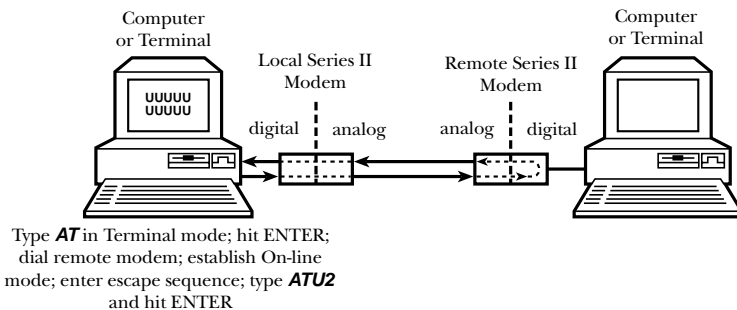 Computer
or Terminal
Computer
or Terminal
Local Series II
Modem
Remote Series II
Modem
UUUUU
UUUUU
digital
analog
analog
digital
Type AT in Terminal mode; hit ENTER;
dial remote modem; establish On-line
mode; enter escape sequence; type ATU2
and hit ENTER